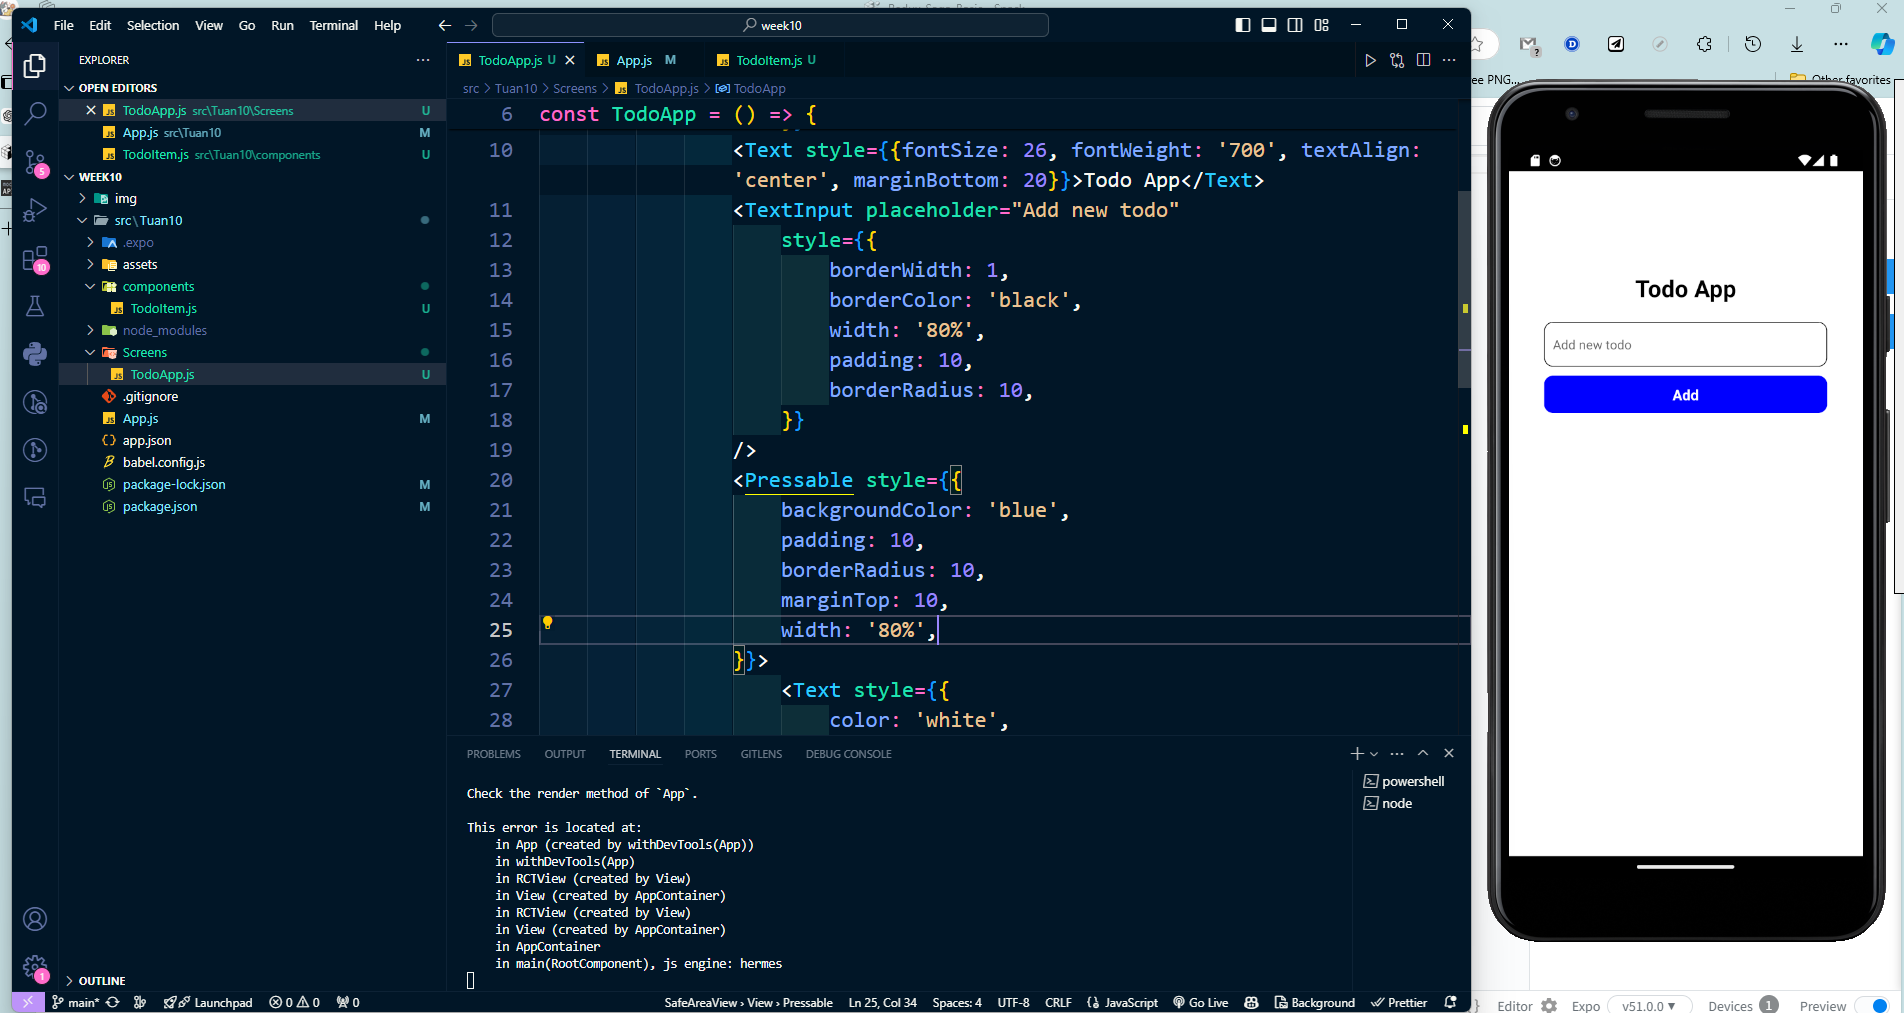 File Edit Selection View Go Run Terminal Help
week10
EXPLORER
OPEN EDITORS
TodoApp.js src\Tuan10\Screens U
App.js src\Tuan10 M
TodoItem.js src\Tuan10\components U
WEEK10
img
src\Tuan10
.expo
assets
components
TodoItem.js U
node_modules
Screens
TodoApp.js U
.gitignore
App.js M
app.json
babel.config.js
package-lock.json M
package.json M
OUTLINE
5
10
1
TodoApp.js U
App.js M
TodoItem.js U
src > Tuan10 > Screens > TodoApp.js > TodoApp
6 const TodoApp = () => {
10 <Text style={{fontSize: 26, fontWeight: '700', textAlign:
'center', marginBottom: 20}}>Todo App</Text>
11 <TextInput placeholder="Add new todo"
12 style={{
13 borderWidth: 1,
14 borderColor: 'black',
15 width: '80%',
16 padding: 10,
17 borderRadius: 10,
18 }}
19 />
20 <Pressable style={{
21 backgroundColor: 'blue',
22 padding: 10,
23 borderRadius: 10,
24 marginTop: 10,
25 width: '80%',
26 }}>
27 <Text style={{
28 color: 'white',
PROBLEMS OUTPUT TERMINAL PORTS GITLENS DEBUG CONSOLE
powershell
node
Check the render method of `App`.
This error is located at:
in App (created by withDevTools(App))
in withDevTools(App)
in RCTView (created by View)
in View (created by AppContainer)
in RCTView (created by View)
in View (created by AppContainer)
in AppContainer
in main(RootComponent), js engine: hermes
main* Launchpad 0 0 0
SafeAreaView › View › Pressable Ln 25, Col 34 Spaces: 4 UTF-8 CRLF JavaScript Go Live Background Prettier
ee PNG...
Other favorites
Todo App
Add new todo
Add
Editor Expo v51.0.0 Devices 1 Preview